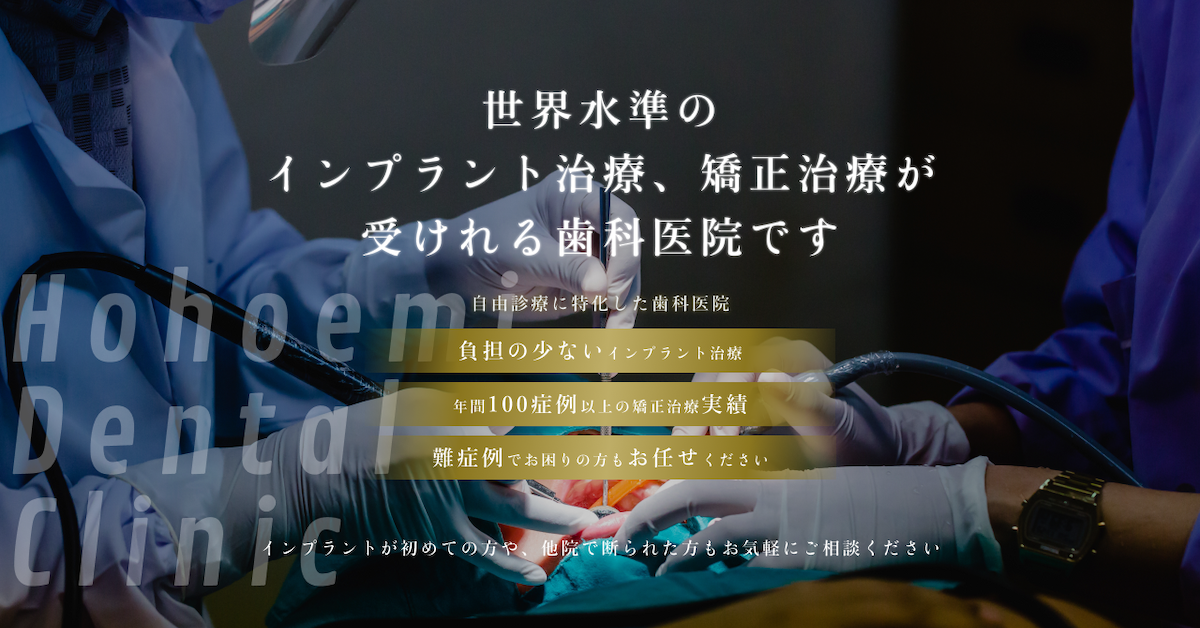 世界水準の
インプラント治療、矯正治療が
受けれる歯科医院です
自由診療に特化した歯科医院
負担の少ないインプラント治療
年間100症例以上の矯正治療実績
難症例でお困りの方もお任せください
インプラントが初めての方や、他院で断られた方もお気軽にご相談ください
Hohoemi
Dental
Clinic